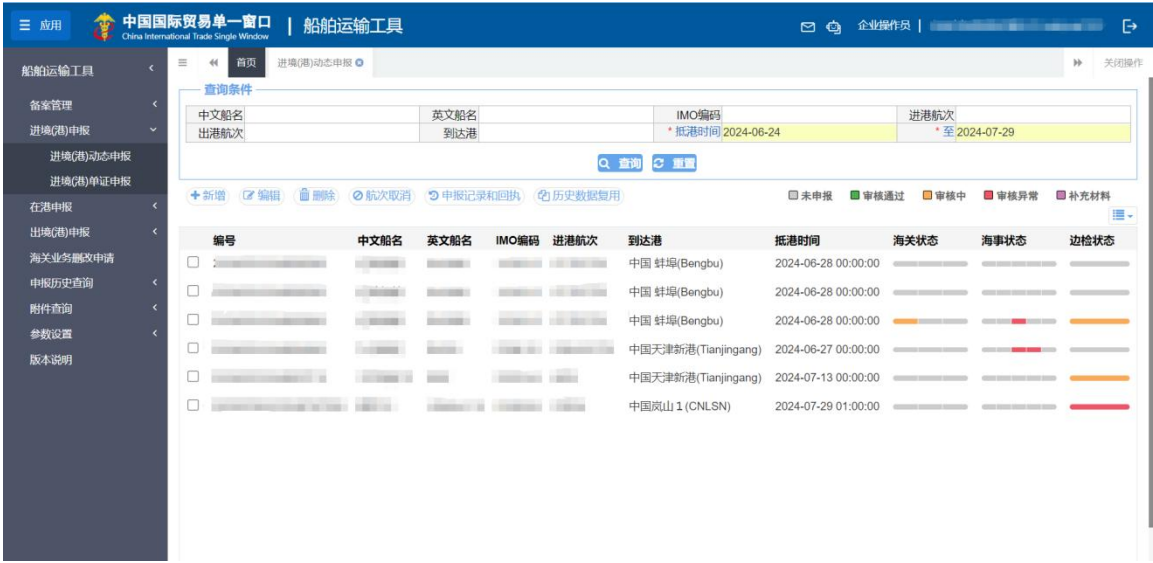 应用 中国国际贸易单一窗口 | 船舶运输工具 企业操作员 |
China International Trade Single Window
船舶运输工具
备案管理
进境(港)申报
进境(港)动态申报
进境(港)单证申报
在港申报
出境(港)申报
海关业务删改申请
申报历史查询
附件查询
参数设置
版本说明
首页 进境(港)动态申报 关闭操作
查询条件
中文船名 英文船名 IMO编码 进港航次
出港航次 到达港 * 抵港时间 2024-06-24 * 至 2024-07-29
查询 重置
新增 编辑 删除 航次取消 申报记录和回执 历史数据复用 未申报 审核通过 审核中 审核异常 补充材料
编号 中文船名 英文船名 IMO编码 进港航次 到达港 抵港时间 海关状态 海事状态 边检状态
中国 蚌埠(Bengbu) 2024-06-28 00:00:00
中国 蚌埠(Bengbu) 2024-06-28 00:00:00
中国 蚌埠(Bengbu) 2024-06-28 00:00:00
中国天津新港(Tianjingang) 2024-06-27 00:00:00
中国天津新港(Tianjingang) 2024-07-13 00:00:00
中国岚山１(CNLSN) 2024-07-29 01:00:00